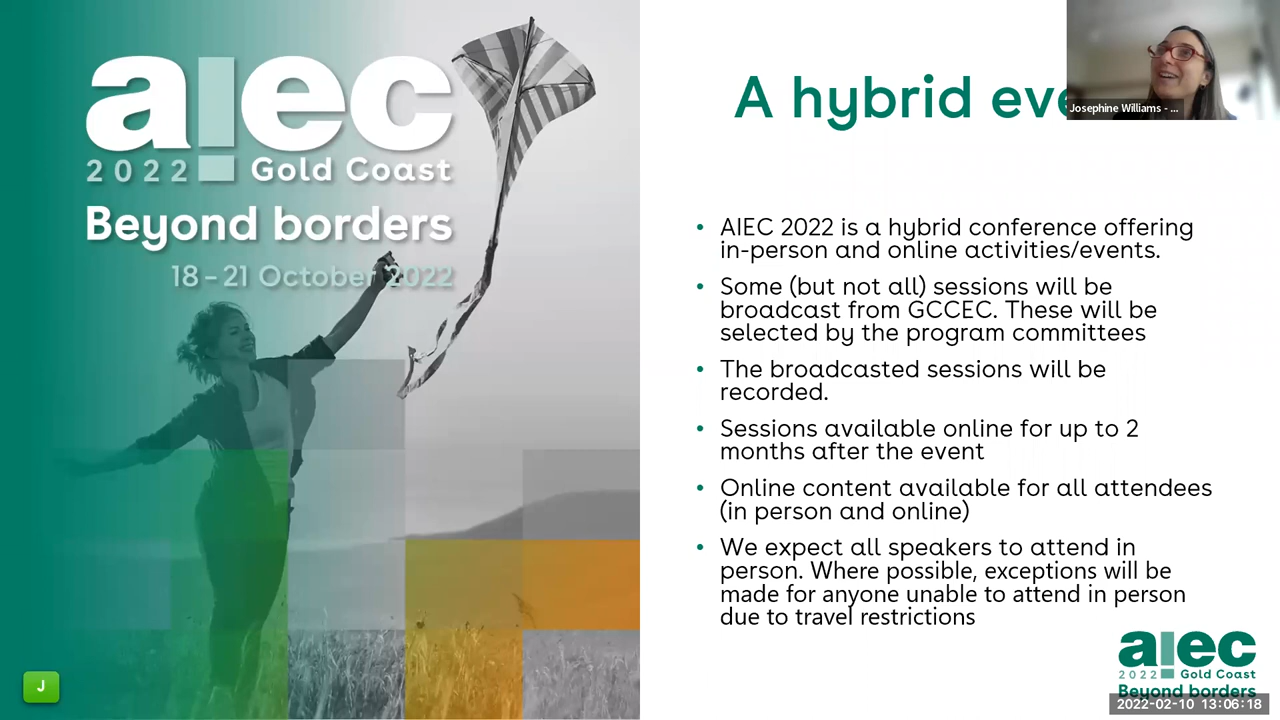 aiec
2022 Gold Coast
Beyond borders
18–21 October 2022
J
A hybrid eve
Josephine Williams - ...
• AIEC 2022 is a hybrid conference offering
in-person and online activities/events.
• Some (but not all) sessions will be
broadcast from GCCEC. These will be
selected by the program committees
• The broadcasted sessions will be
recorded.
• Sessions available online for up to 2
months after the event
• Online content available for all attendees
(in person and online)
• We expect all speakers to attend in
person. Where possible, exceptions will be
made for anyone unable to attend in person
due to travel restrictions
aiec
2022 Gold Coast
Beyond borders
2022-02-10 13:06:18